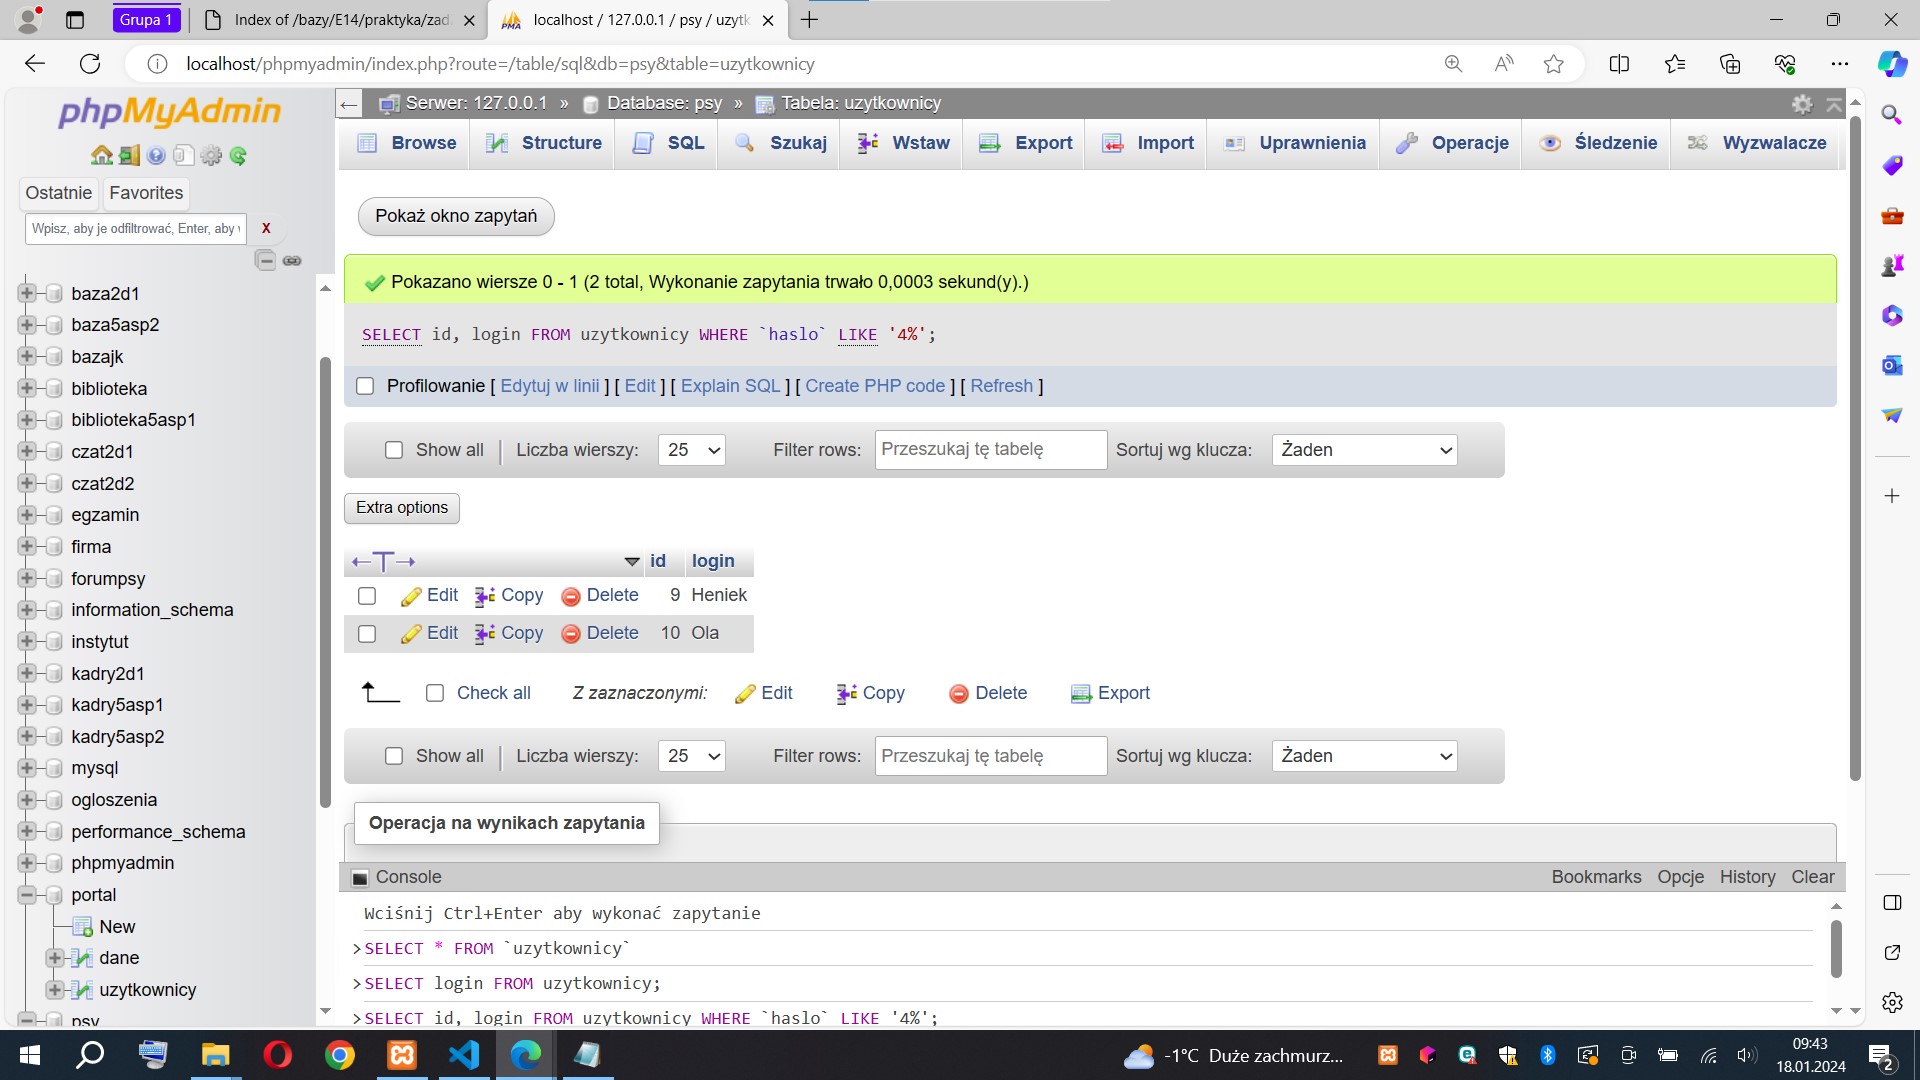 Grupa 1
Index of /bazy/E14/praktyka/zad.
localhost / 127.0.0.1 / psy / uzytk
localhost/phpmyadmin/index.php?route=/table/sql&db=psy&table=uzytkownicy
phpMyAdmin
Ostatnie
Favorites
Wpisz, aby je odfiltrować, Enter, aby
X
baza2d1
baza5asp2
bazajk
biblioteka
biblioteka5asp1
czat2d1
czat2d2
egzamin
firma
forumpsy
information_schema
instytut
kadry2d1
kadry5asp1
kadry5asp2
mysql
ogloszenia
performance_schema
phpmyadmin
portal
New
dane
uzytkownicy
psy
Serwer: 127.0.0.1 » Database: psy » Tabela: uzytkownicy
Browse Structure SQL Szukaj Wstaw Export Import Uprawnienia Operacje Śledzenie Wyzwalacze
Pokaż okno zapytań
Pokazano wiersze 0 - 1 (2 total, Wykonanie zapytania trwało 0,0003 sekund(y).)
SELECT id, login FROM uzytkownicy WHERE `haslo` LIKE '4%';
Profilowanie [ Edytuj w linii ] [ Edit ] [ Explain SQL ] [ Create PHP code ] [ Refresh ]
Show all | Liczba wierszy: 25 Filter rows: Przeszukaj tę tabelę Sortuj wg klucza: Żaden
Extra options
←T→ id login
Edit Copy Delete 9 Heniek
Edit Copy Delete 10 Ola
Check all Z zaznaczonymi: Edit Copy Delete Export
Show all | Liczba wierszy: 25 Filter rows: Przeszukaj tę tabelę Sortuj wg klucza: Żaden
Operacja na wynikach zapytania
Console Bookmarks Opcje History Clear
Wciśnij Ctrl+Enter aby wykonać zapytanie
>SELECT * FROM `uzytkownicy`
>SELECT login FROM uzytkownicy;
>SELECT id, login FROM uzytkownicy WHERE `haslo` LIKE '4%';
-1°C Duże zachmurz...
09:43
18.01.2024
2